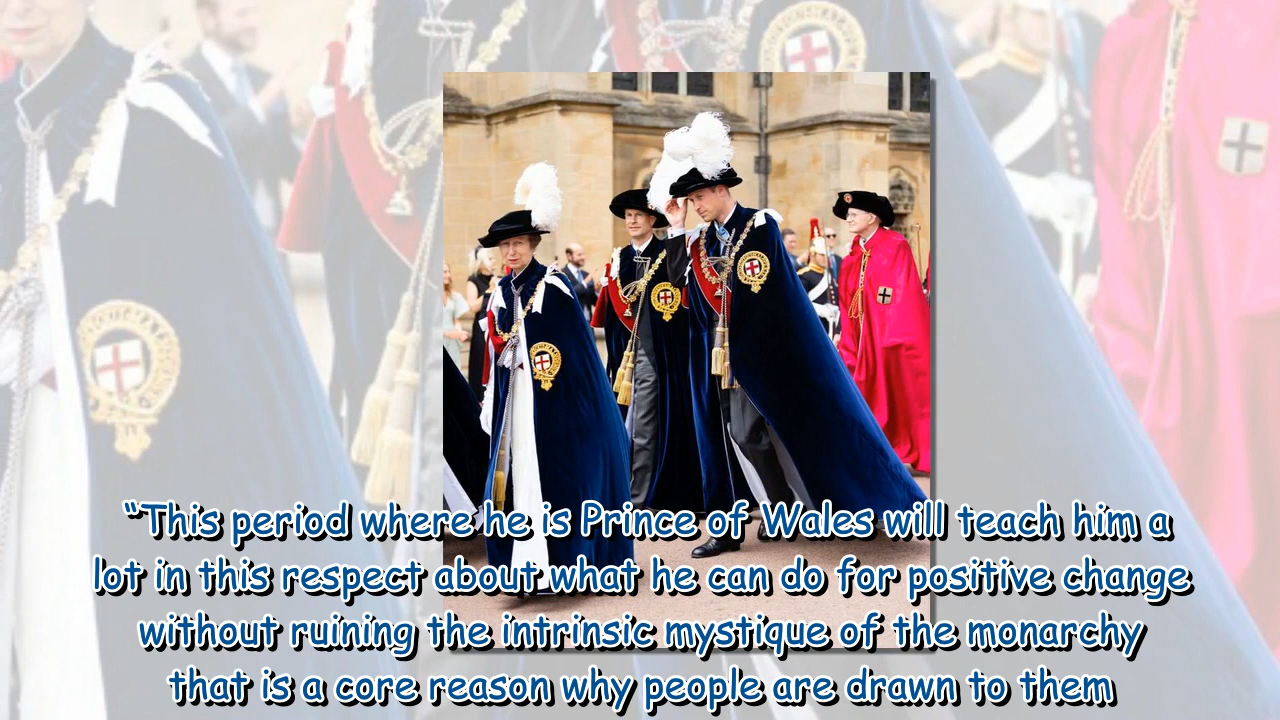 “This period where he is Prince of Wales will teach him a
lot in this respect about what he can do for positive change
without ruining the intrinsic mystique of the monarchy
that is a core reason why people are drawn to them